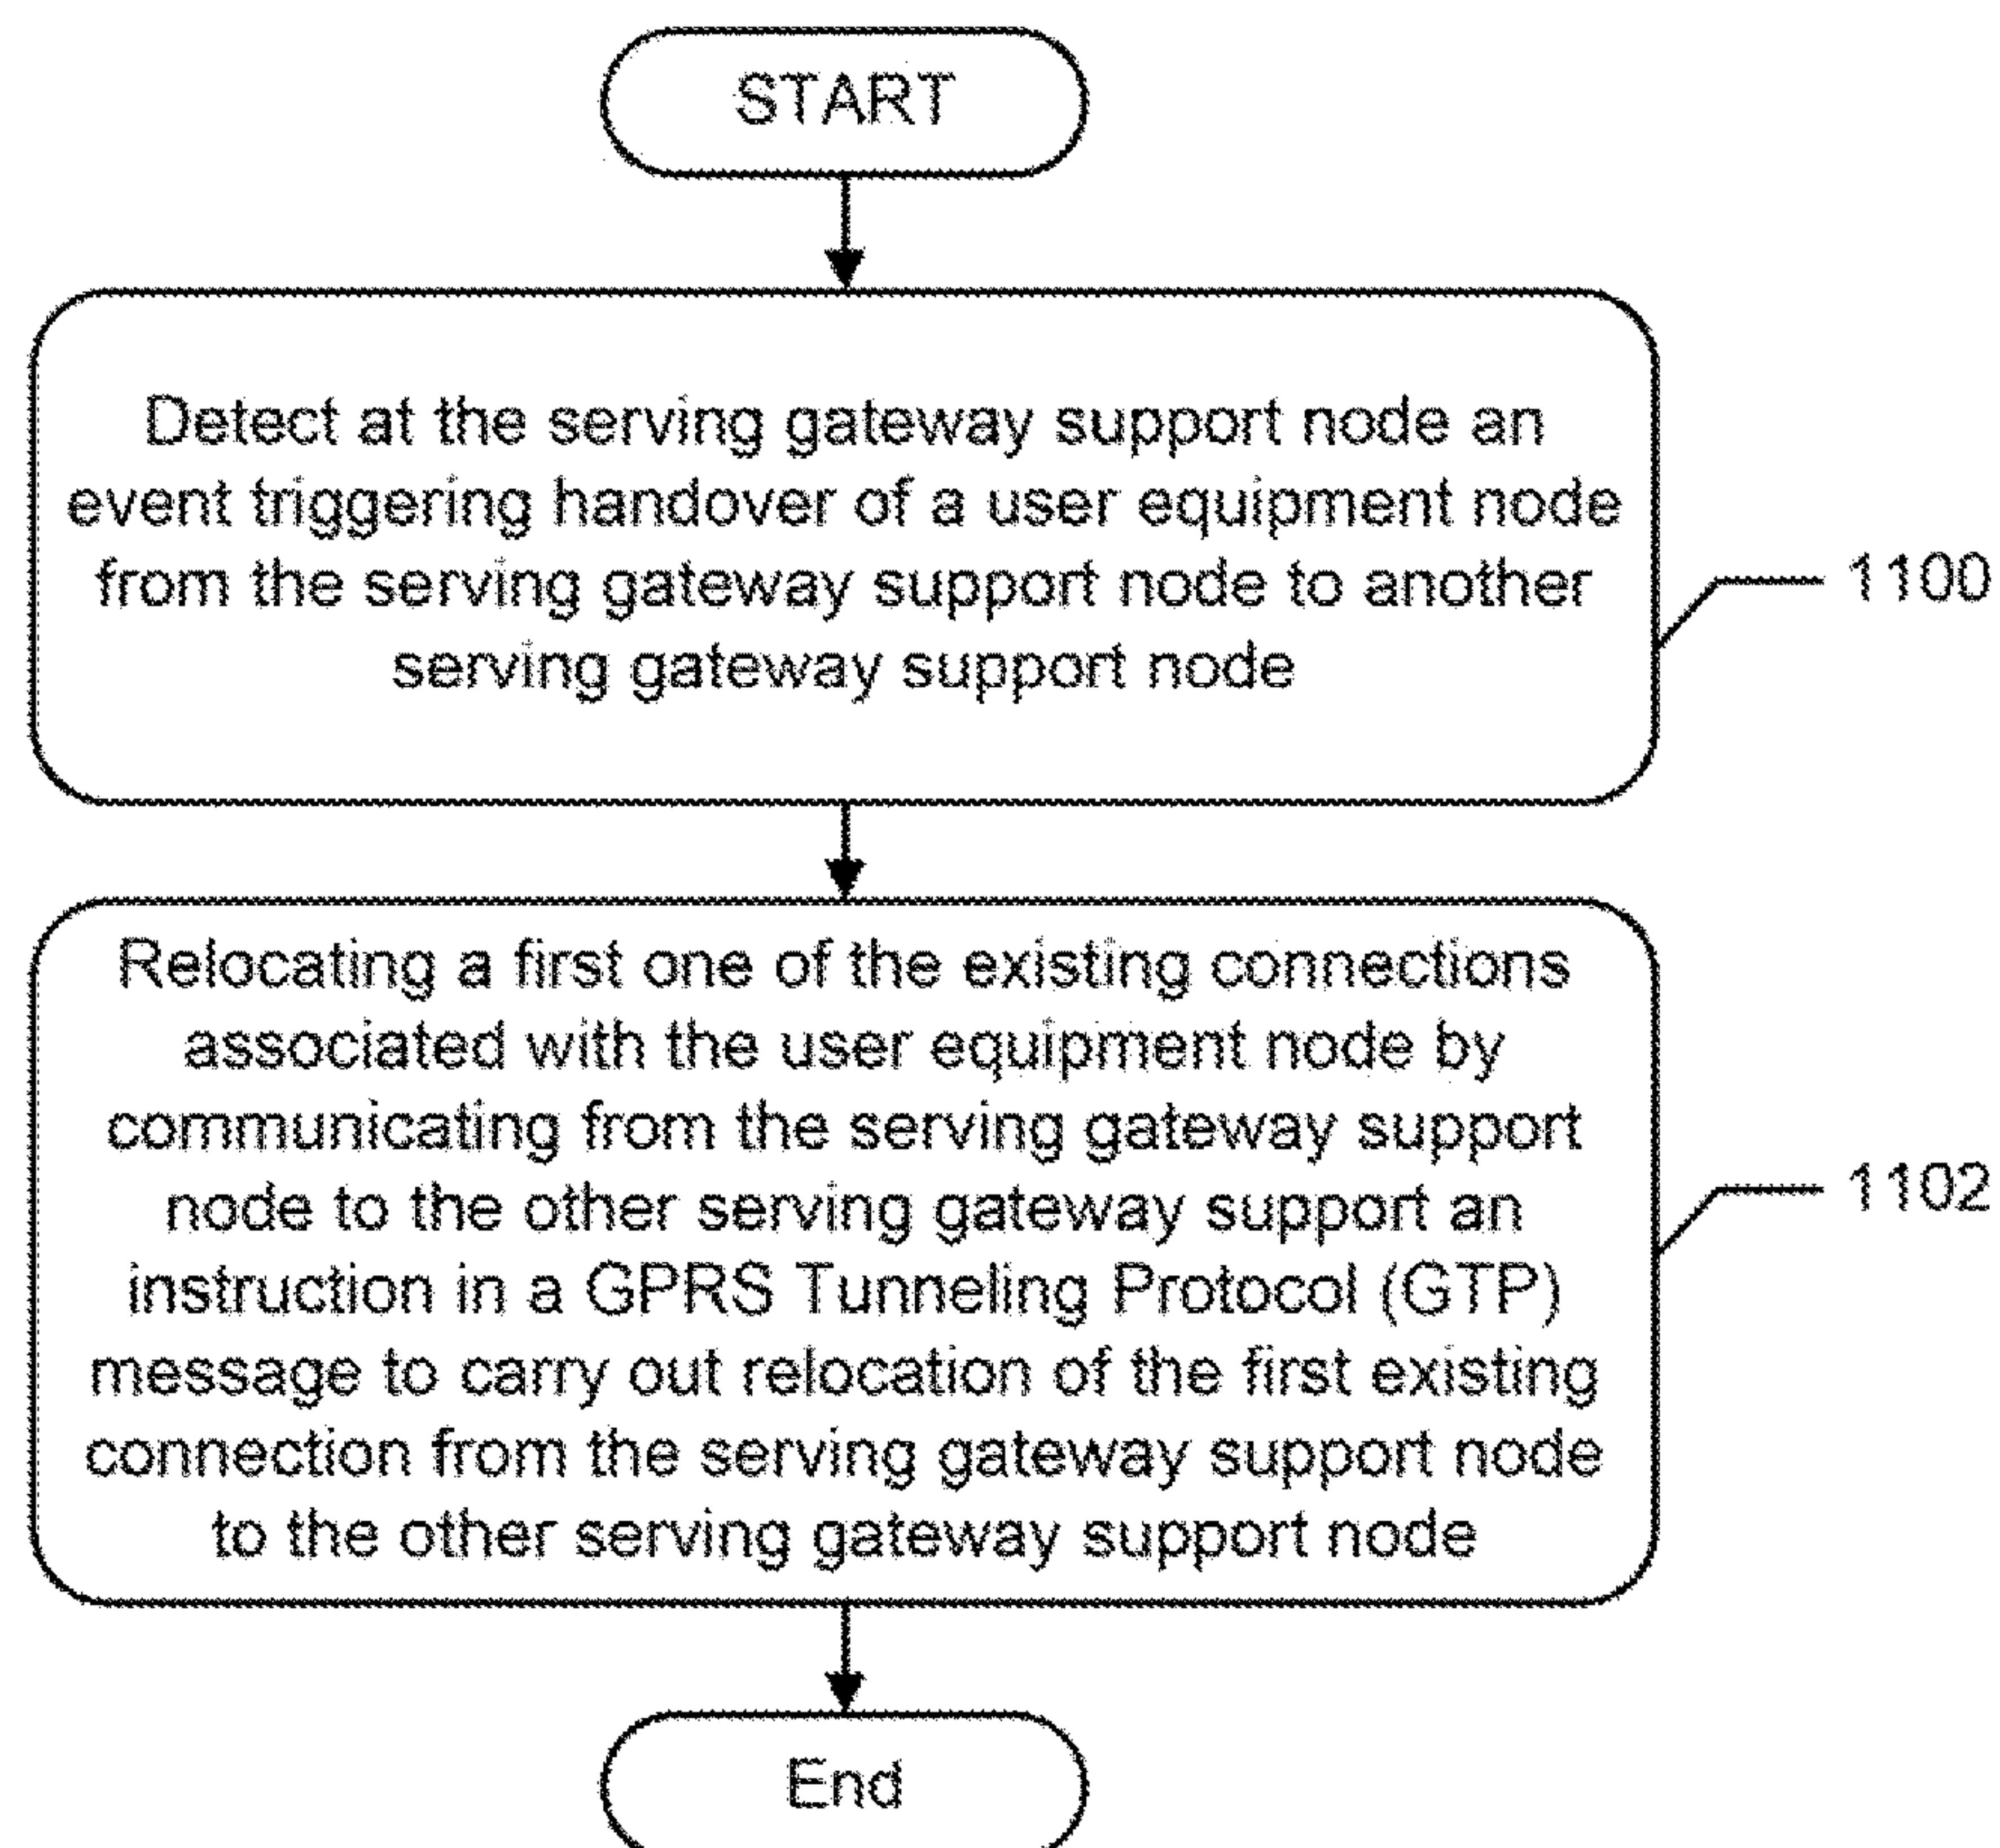 START
Detect at the serving gateway support node an
event triggering handover of a user equipment node
from the serving gateway support node to another
serving gateway support node
1100
Relocating a first one of the existing connections
associated with the user equipment node by
communicating from the serving gateway support
node to the other serving gateway support an
instruction in a GPRS Tunneling Protocol (GTP)
message to carry out relocation of the first existing
connection from the serving gateway support node
to the other serving gateway support node
1102
End